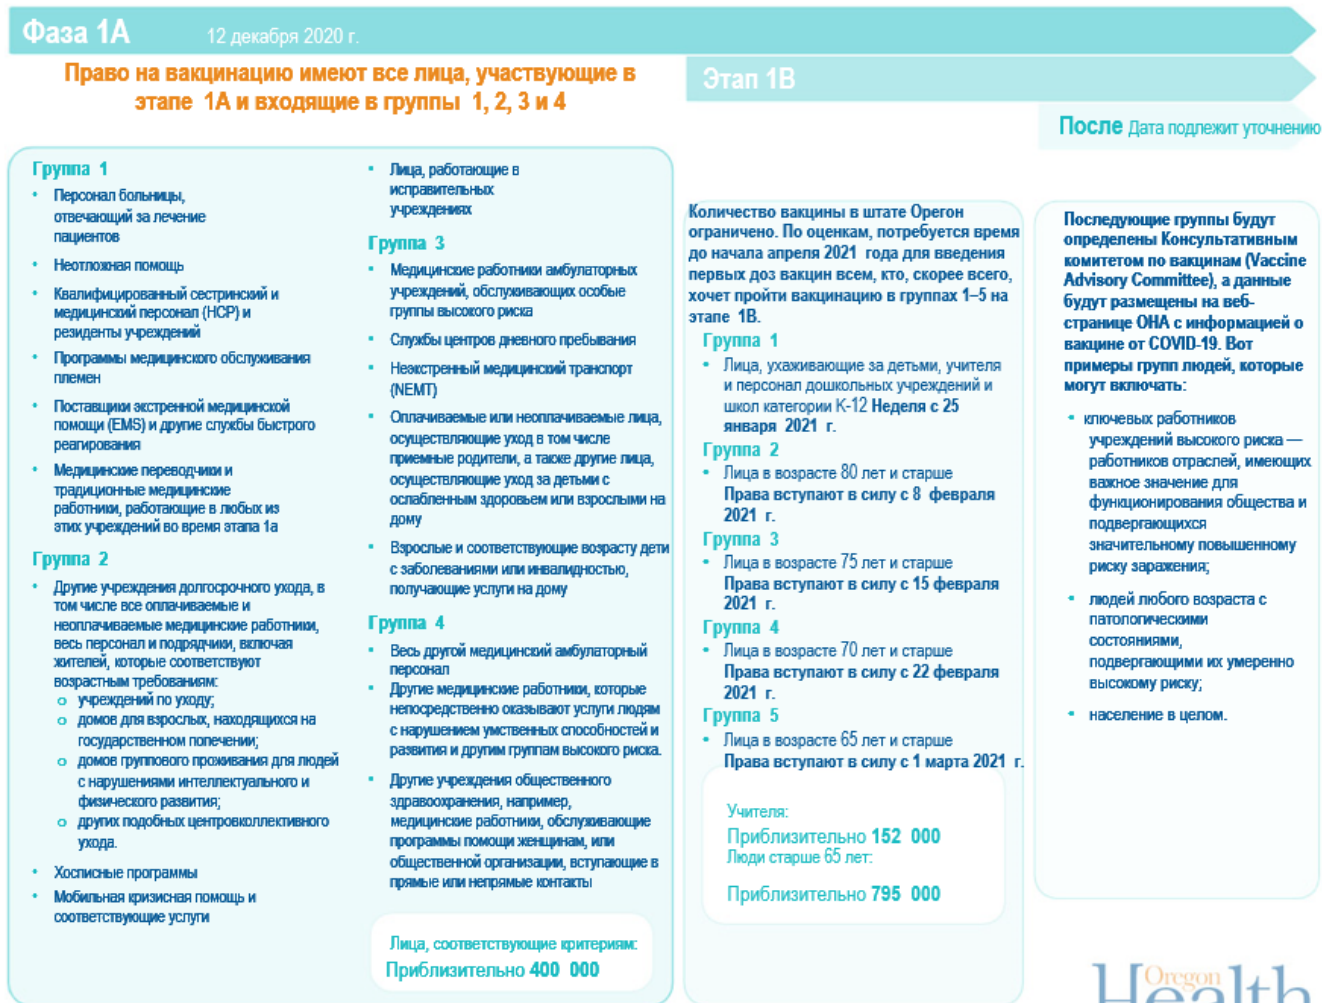 Фаза 1А
12 декабря 2020 г.
Право на вакцинацию имеют все лица, участвующие в
этапе 1А и входящие в группы 1, 2, 3 и 4
Группа 1
• Персонал больницы,
отвечающий за лечение
пациентов
• Неотложная помощь
• Квалифицированный сестринский и
медицинский персонал (HCP) и
резиденты учреждений
• Программы медицинского обслуживания
племен
• Поставщики экстренной медицинской
помощи (EMS) и другие службы быстрого
реагирования
• Медицинские переводчики и
традиционные медицинские
работники, работающие в любых из
этих учреждений во время этапа 1а
Группа 2
• Другие учреждения долгосрочного ухода, в
том числе все оплачиваемые и
неоплачиваемые медицинские работники,
весь персонал и подрядчики, включая
жителей, которые соответствуют
возрастным требованиям:
o учреждений по уходу;
o домов для взрослых, находящихся на
государственном попечении;
o домов группового проживания для людей
с нарушениями интеллектуального и
физического развития;
o других подобных центровколлективного
ухода.
• Хосписные программы
• Мобильная кризисная помощь и
соответствующие услуги
• Лица, работающие в
исправительных
учреждениях
Группа 3
• Медицинские работники амбулаторных
учреждений, обслуживающих особые
группы высокого риска
• Службы центров дневного пребывания
• Неэкстренный медицинский транспорт
(NEMT)
• Оплачиваемые или неоплачиваемые лица,
осуществляющие уход в том числе
приемные родители, а также другие лица,
осуществляющие уход за детьми с
ослабленным здоровьем или взрослыми на
дому
• Взрослые и соответствующие возрасту дети
с заболеваниями или инвалидностью,
получающие услуги на дому
Группа 4
• Весь другой медицинский амбулаторный
персонал
• Другие медицинские работники, которые
непосредственно оказывают услуги людям
с нарушением умственных способностей и
развития и другим группам высокого риска.
• Другие учреждения общественного
здравоохранения, например,
медицинские работники, обслуживающие
программы помощи женщинам, или
общественной организации, вступающие в
прямые или непрямые контакты
Лица, соответствующие критериям:
Приблизительно 400 000
Этап 1В
Количество вакцины в штате Орегон
ограничено. По оценкам, потребуется время
до начала апреля 2021 года для введения
первых доз вакцин всем, кто, скорее всего,
хочет пройти вакцинацию в группах 1–5 на
этапе 1В.
Группа 1
• Лица, ухаживающие за детьми, учителя
и персонал дошкольных учреждений и
школ категории K-12 Неделя с 25
января 2021 г.
Группа 2
• Лица в возрасте 80 лет и старше
Права вступают в силу с 8 февраля
2021 г.
Группа 3
• Лица в возрасте 75 лет и старше
Права вступают в силу с 15 февраля
2021 г.
Группа 4
• Лица в возрасте 70 лет и старше
Права вступают в силу с 22 февраля
2021 г.
Группа 5
• Лица в возрасте 65 лет и старше
Права вступают в силу с 1 марта 2021 г.
Учителя:
Приблизительно 152 000
Люди старше 65 лет:
Приблизительно 795 000
После Дата подлежит уточнению
Последующие группы будут
определены Консультативным
комитетом по вакцинам (Vaccine
Advisory Committee), а данные
будут размещены на веб-
странице OHA с информацией о
вакцине от COVID-19. Вот
примеры групп людей, которые
могут включать:
• ключевых работников
учреждений высокого риска —
работников отраслей, имеющих
важное значение для
функционирования общества и
подвергающихся
значительному повышенному
риску заражения;
• людей любого возраста с
патологическими
состояниями,
подвергающими их умеренно
высокому риску;
• население в целом.
Oregon
Health